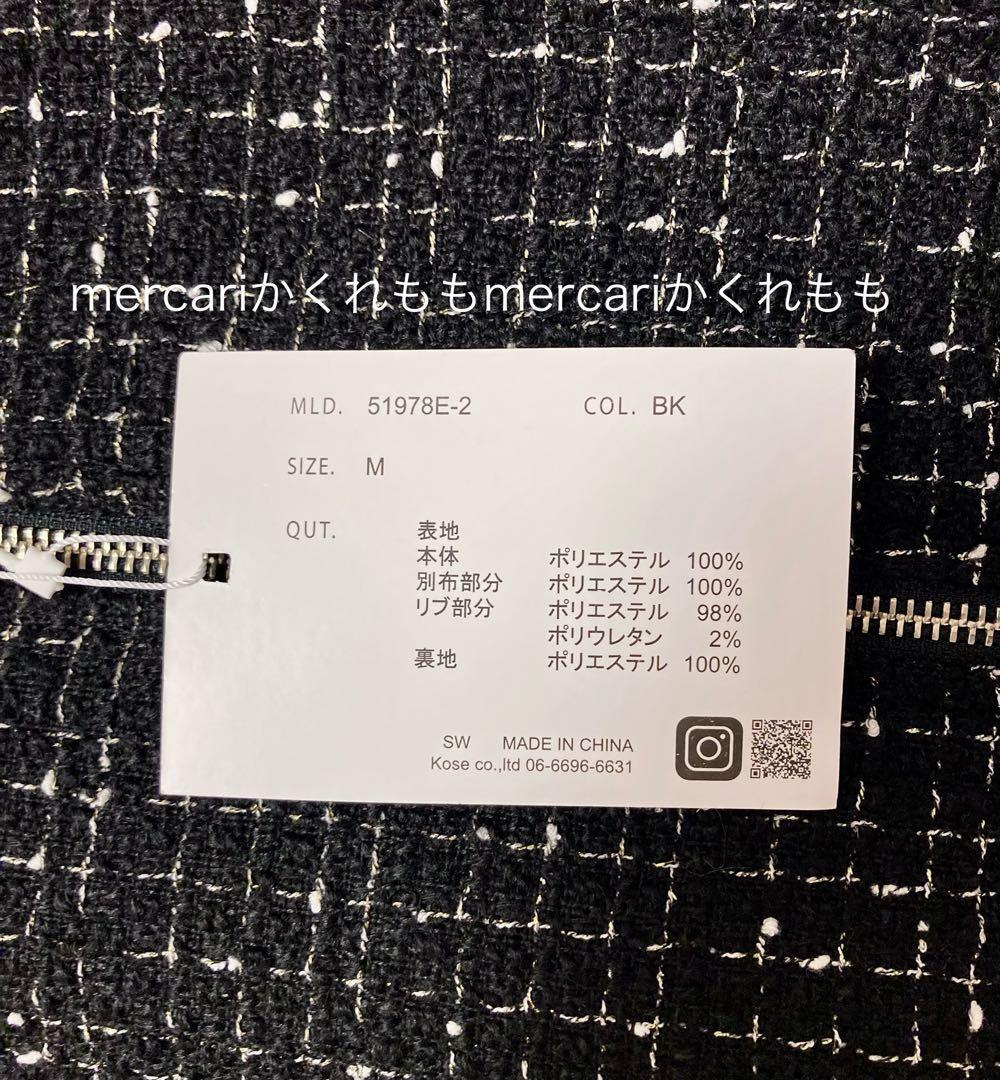 mercariかくれももmercariかくれもも
MLD. 51978E-2 COL. BK
SIZE. M
QUT. 表地
本体 ポリエステル 100%
別布部分 ポリエステル 100%
リブ部分 ポリエステル 98%
ポリウレタン 2%
裏地 ポリエステル 100%
SW MADE IN CHINA
Kose co.,ltd 06-6696-6631